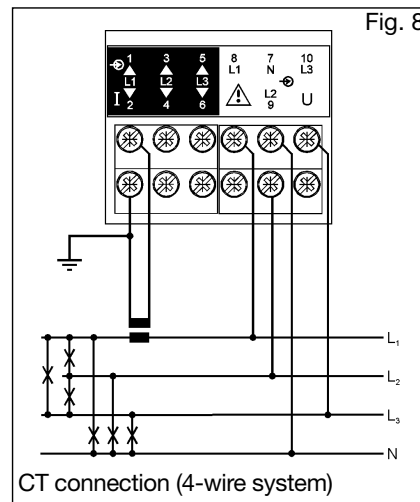 Fig. 8
1 3 5 8 7 10
L1 N L3
L1 L2 L3
I 2 4 6 L2 U
9
L1
L2
L3
N
CT connection (4-wire system)